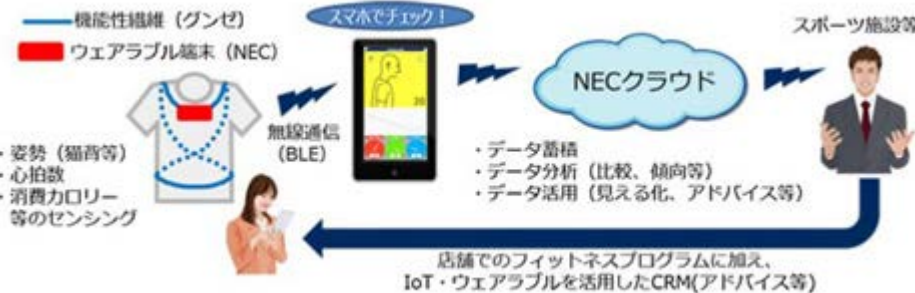 機能性繊維（グンゼ）
ウェアラブル端末（NEC）
スマホでチェック！
スポーツ施設等
NECクラウド
無線通信
（BLE）
・姿勢（猫背等）
・心拍数
・消費カロリー
等のセンシング
20
・データ蓄積
・データ分析（比較、傾向等）
・データ活用（見える化、アドバイス等）
店舗でのフィットネスプログラムに加え、
IoT・ウェアラブルを活用したCRM(アドバイス等)